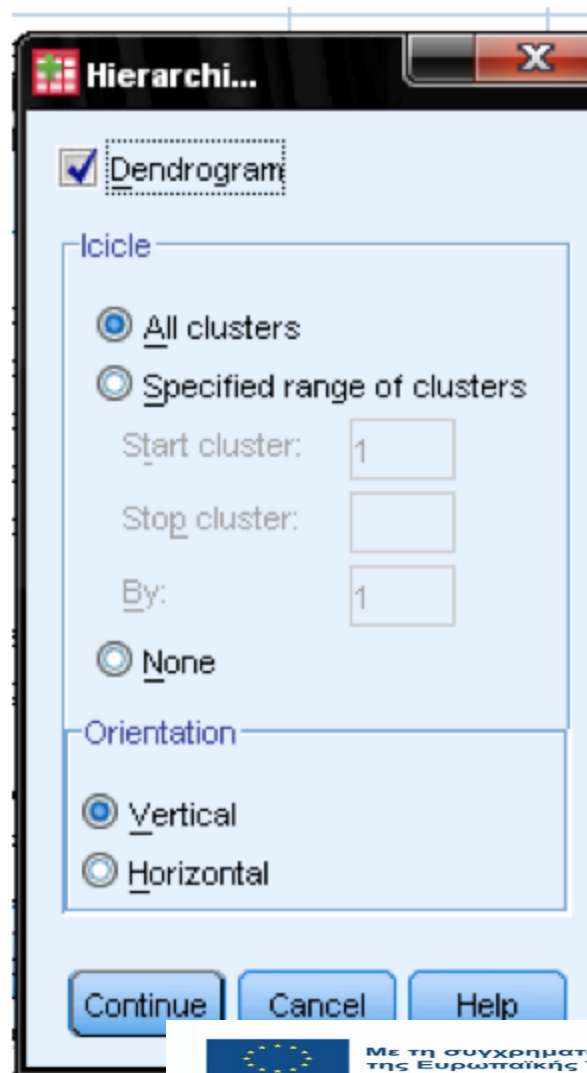 Hierarchi...
Dendrogram
Icicle
All clusters
Specified range of clusters
Start cluster: 1
Stop cluster:
By: 1
None
Orientation
Vertical
Horizontal
Continue Cancel Help
Με τη συγχρηματ
της Ευρωπαϊκής